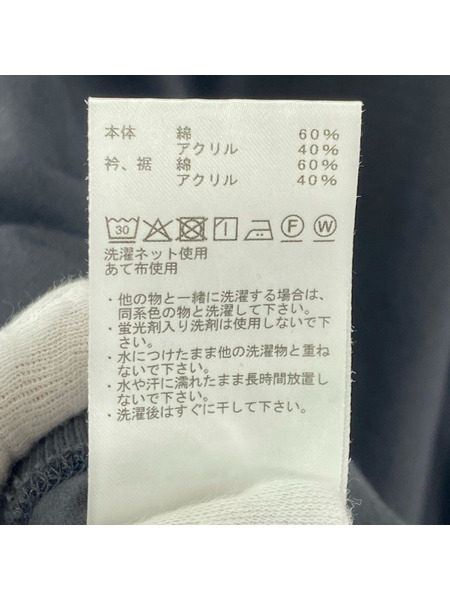 本体 綿 60%
アクリル 40%
衿、裾 綿 60%
アクリル 40%
30 F W
洗濯ネット使用
あて布使用
・他の物と一緒に洗濯する場合は、
同系色の物と洗濯して下さい。
・蛍光剤入り洗剤は使用しないで下
さい。
・水につけたまま他の洗濯物と重ね
ないで下さい。
・水や汗に濡れたまま長時間放置し
ないで下さい。
・洗濯後はすぐに干して下さい。